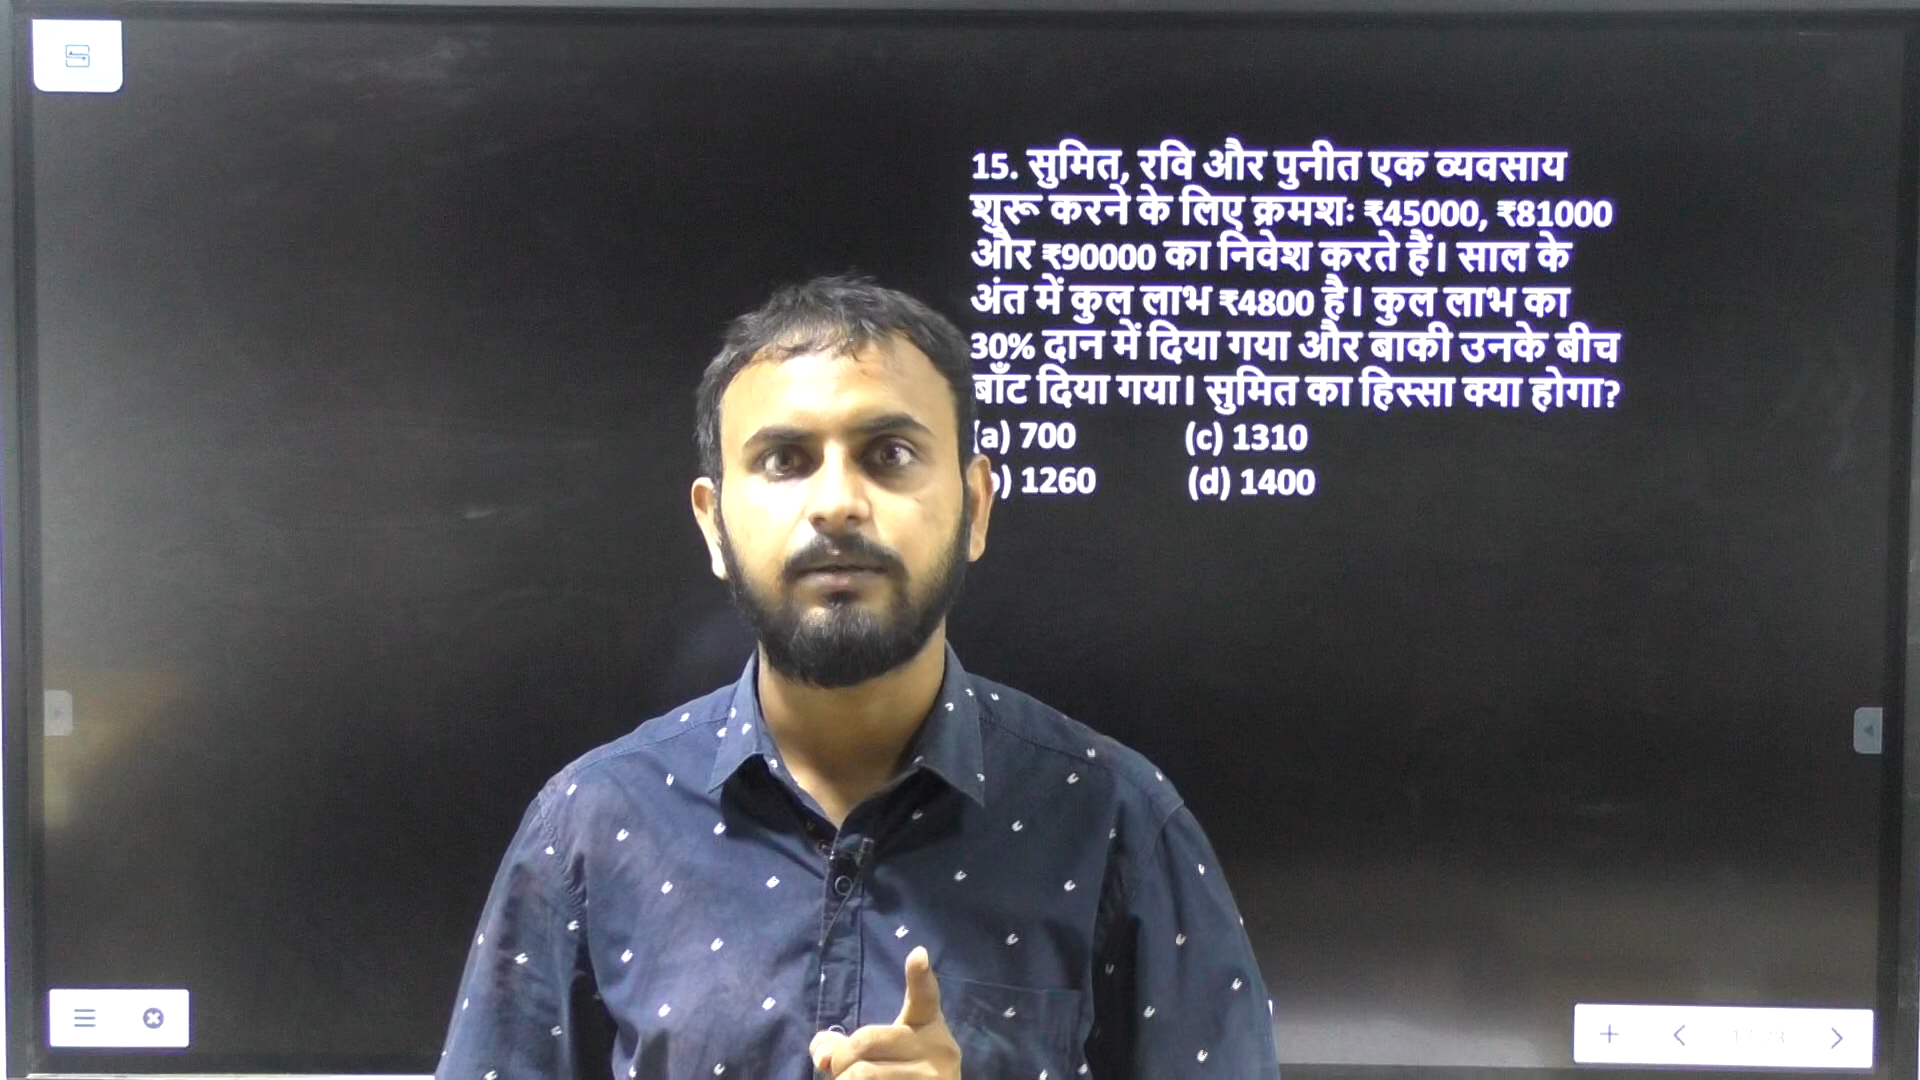 15. सुमित, रवि और पुनीत एक व्यवसाय
शुरू करने के लिए क्रमशः ₹45000, ₹81000
और ₹90000 का निवेश करते हैं। साल के
अंत में कुल लाभ ₹4800 है। कुल लाभ का
30% दान में दिया गया और बाकी उनके बीच
बाँट दिया गया। सुमित का हिस्सा क्या होगा?
(a) 700 (c) 1310
1260 (d) 1400